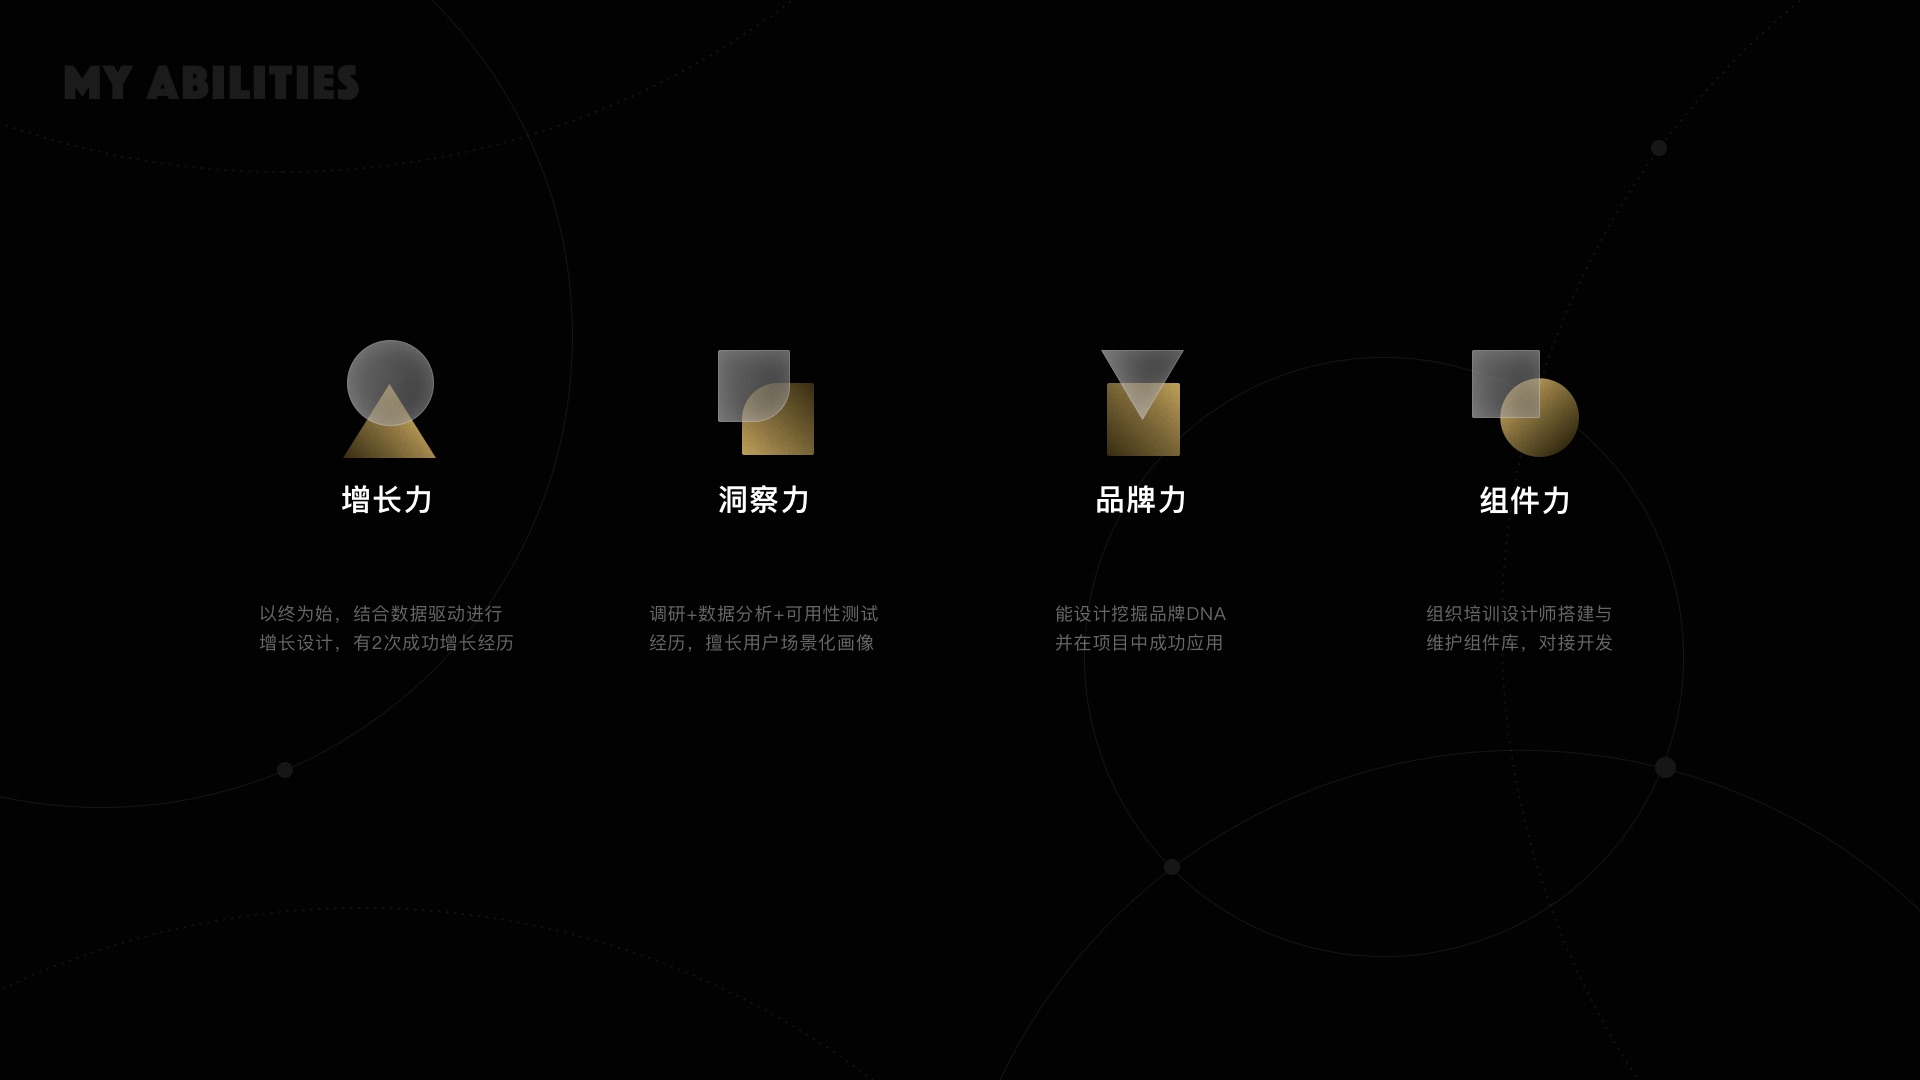 MY ABILITIES
增长力
以终为始，结合数据驱动进行
增长设计，有2次成功增长经历
洞察力
调研+数据分析+可用性测试
经历，擅长用户场景化画像
品牌力
能设计挖掘品牌DNA
并在项目中成功应用
组件力
组织培训设计师搭建与
维护组件库，对接开发